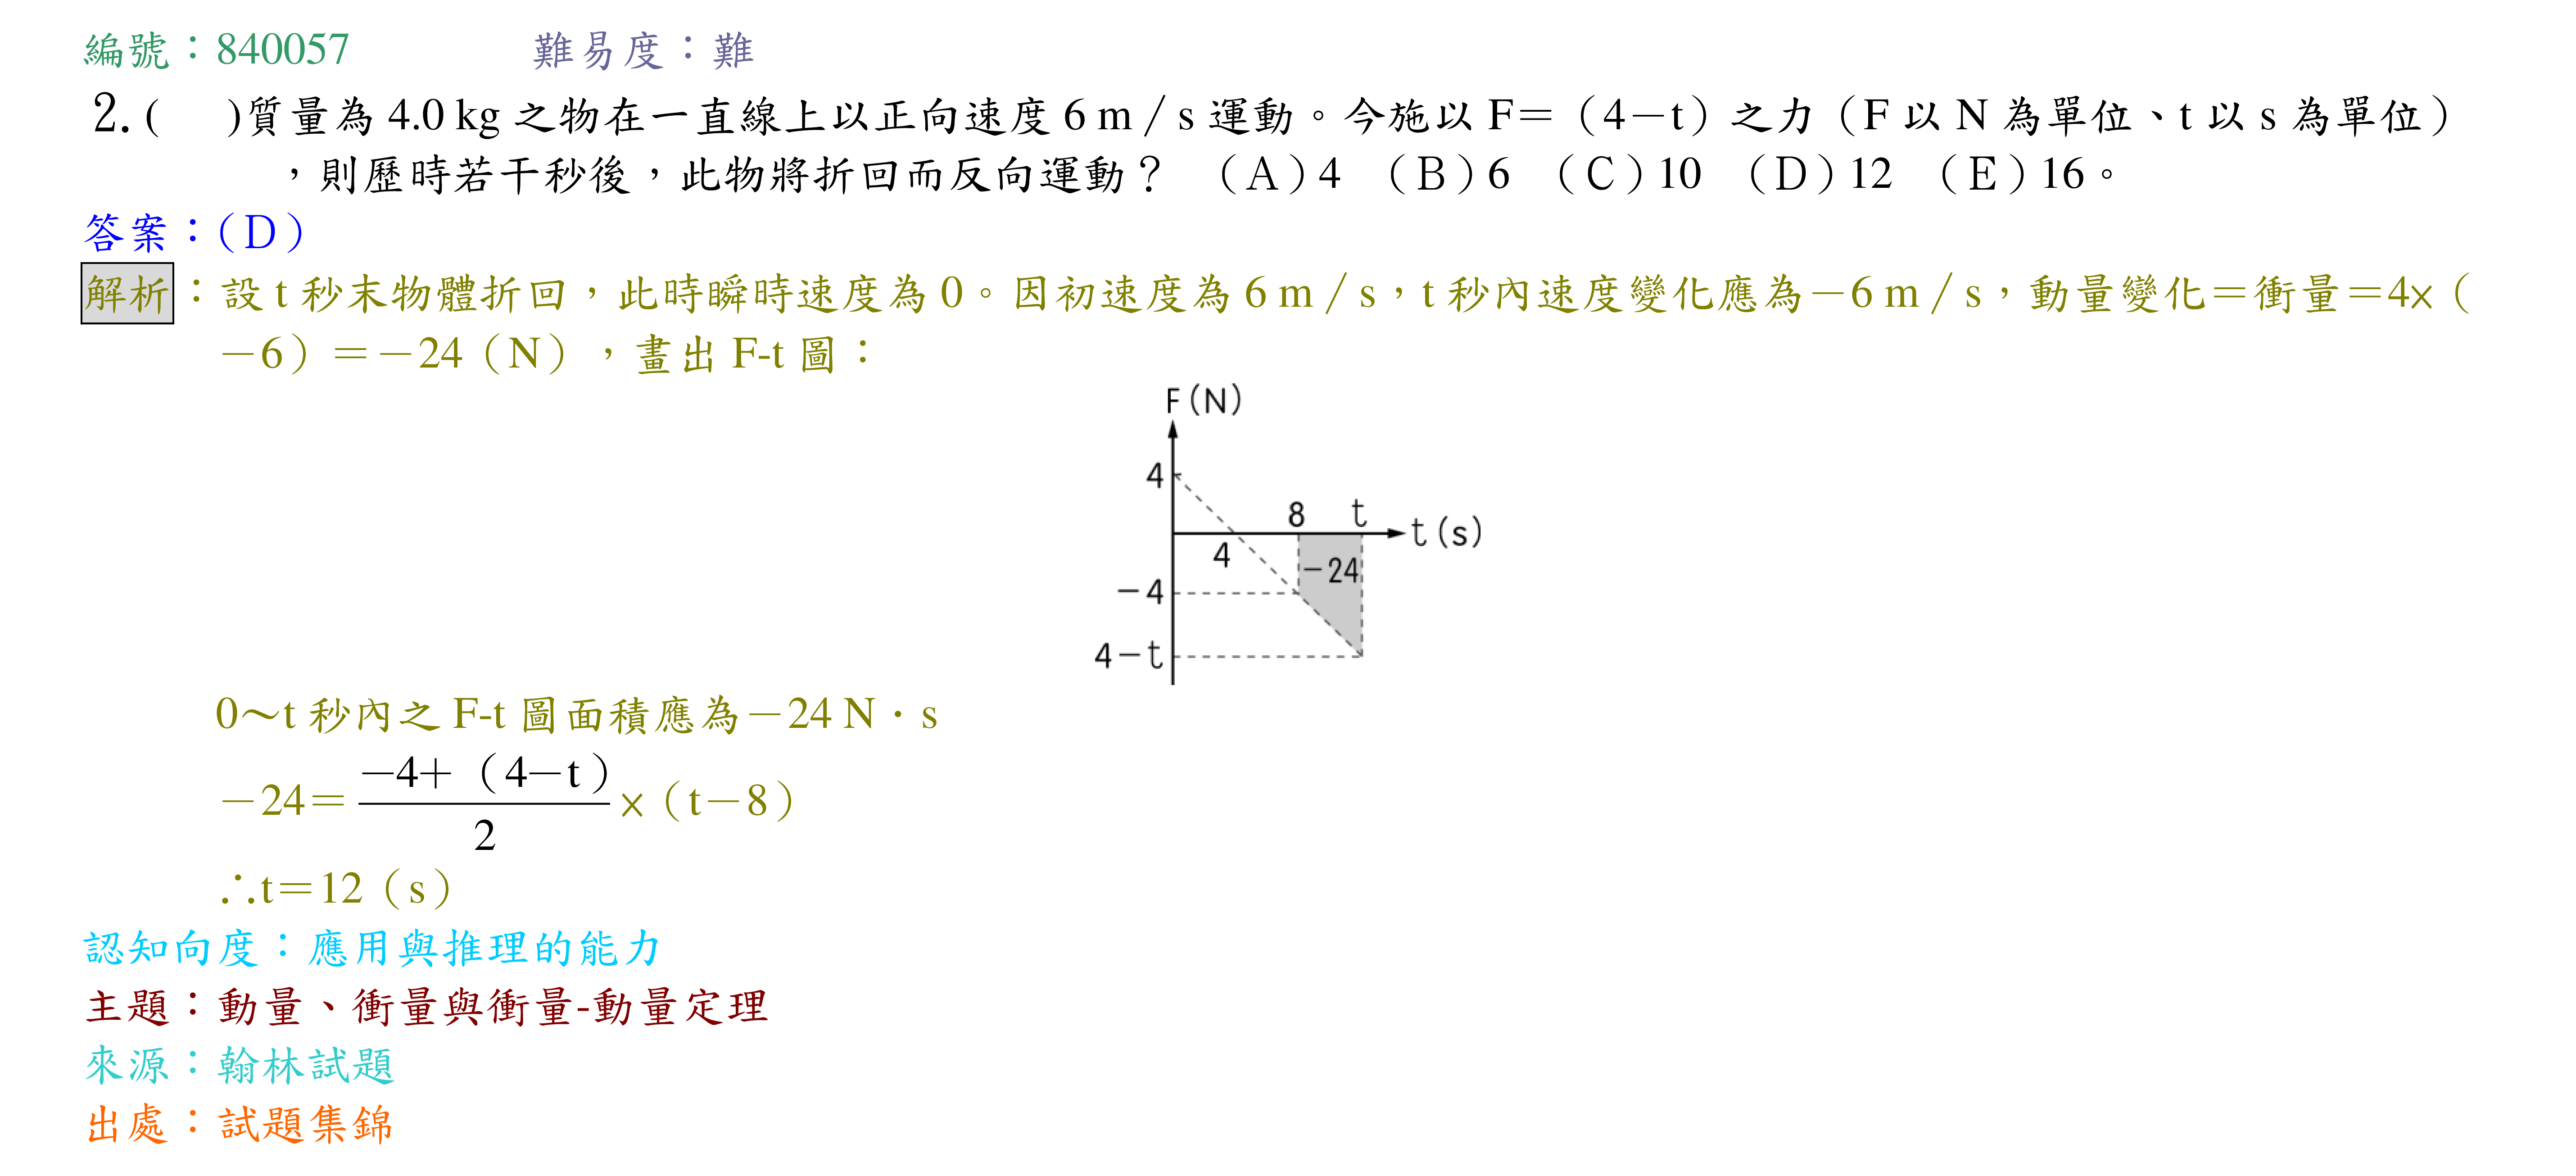 編號：840057 難易度：難
2.( )質量為 4.0 kg 之物在一直線上以正向速度 6 m／s 運動。今施以 F＝（4－t）之力（F 以 N 為單位、t 以 s 為單位）
，則歷時若干秒後，此物將折回而反向運動？ （A）4 （B）6 （C）10 （D）12 （E）16。
答案：（D）
解析：設 t 秒末物體折回，此時瞬時速度為 0。因初速度為 6 m／s，t 秒內速度變化應為－6 m／s，動量變化＝衝量＝4×（
－6）＝－24（N），畫出 F-t 圖：
F(N)
4
8 t t(s)
4
－24
－4
4－t
0～t 秒內之 F-t 圖面積應為－24 N．s
－24＝ －4＋（4－t）／2 ×（t－8）
∴t＝12（s）
認知向度：應用與推理的能力
主題：動量、衝量與衝量-動量定理
來源：翰林試題
出處：試題集錦